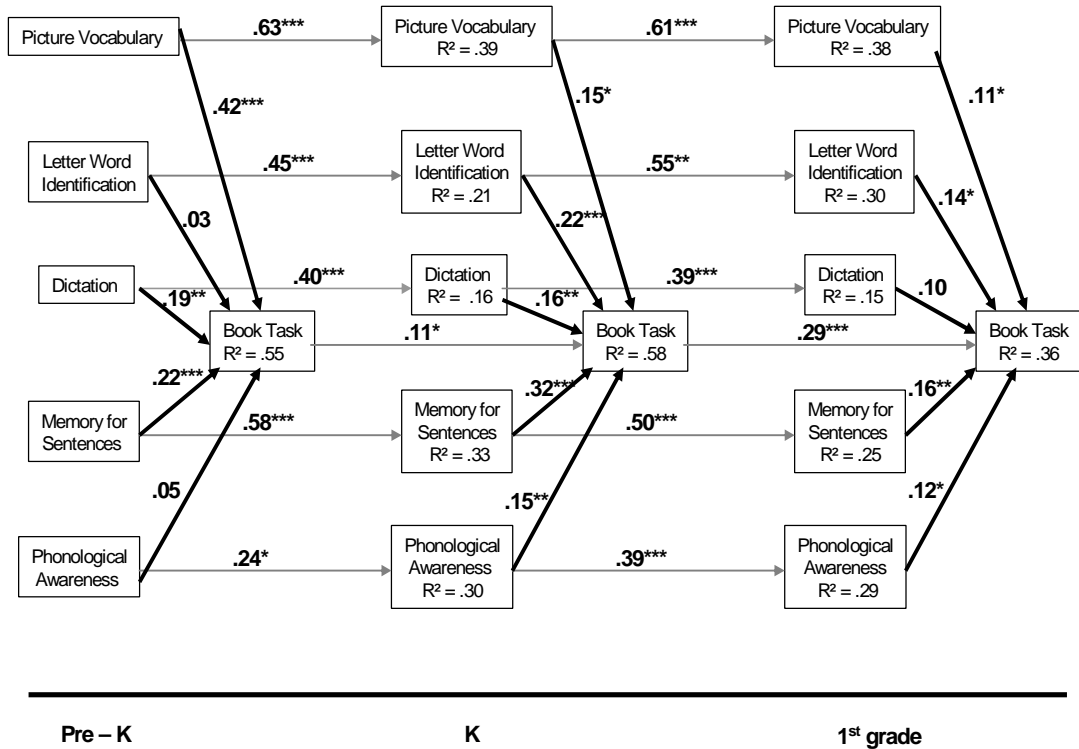 Picture Vocabulary
.63***
Picture Vocabulary
R² = .39
.61***
Picture Vocabulary
R² = .38
.42***
.15*
.11*
Letter Word
Identification
.45***
Letter Word
Identification
R² = .21
.55**
Letter Word
Identification
R² = .30
.03
.22***
.14*
Dictation
.40***
Dictation
R² = .16
.39***
Dictation
R² = .15
.19**
.16**
.10
Book Task
R² = .55
.11*
Book Task
R² = .58
.29***
Book Task
R² = .36
.22***
.32***
.16**
Memory for
Sentences
.58***
Memory for
Sentences
R² = .33
.50***
Memory for
Sentences
R² = .25
.05
.15**
.12*
Phonological
Awareness
.24*
Phonological
Awareness
R² = .30
.39***
Phonological
Awareness
R² = .29
Pre – K
K
1st grade